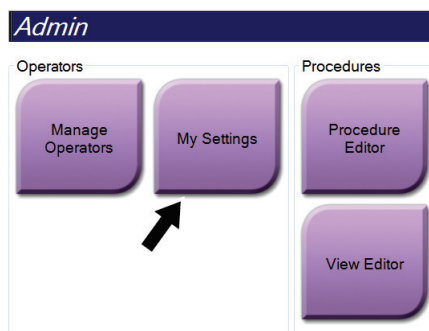 Admin
Operators
Manage
Operators
My Settings
Procedures
Procedure
Editor
View Editor